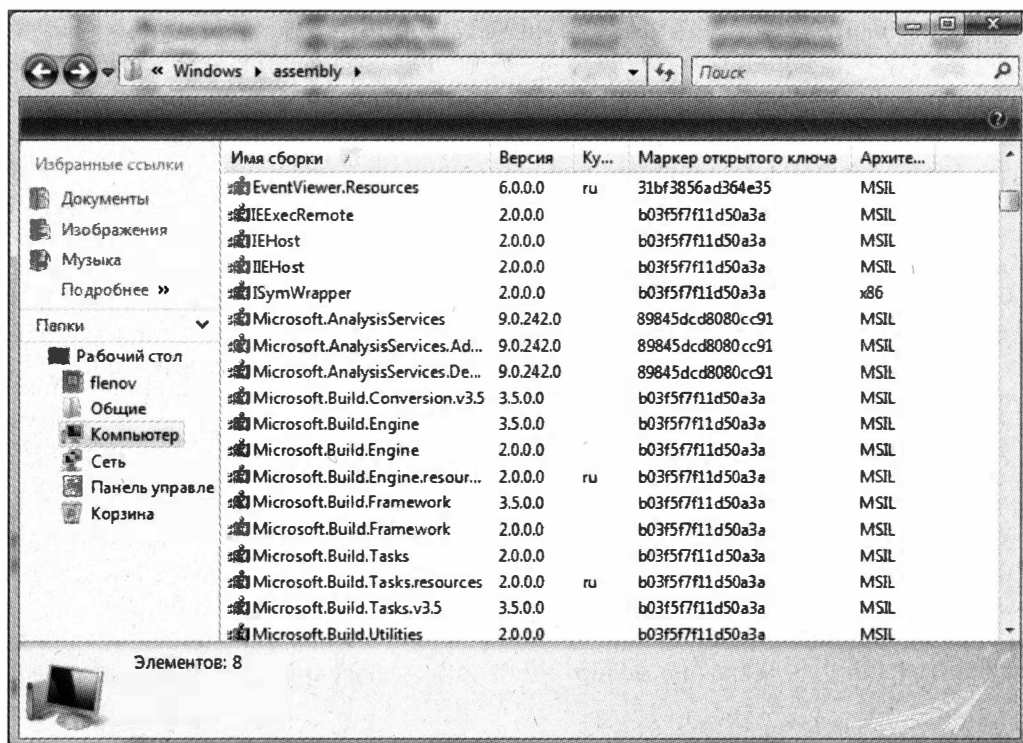 « Windows ▸ assembly ▸ Поиск
Избранные ссылки
Документы
Изображения
Музыка
Подробнее »
Папки
Рабочий стол
flenov
Общие
Компьютер
Сеть
Панель управле
Корзина
Имя сборки Версия Ку... Маркер открытого ключа Архите...
EventViewer.Resources 6.0.0.0 ru 31bf3856ad364e35 MSIL
IEExecRemote 2.0.0.0 b03f5f7f11d50a3a MSIL
IEHost 2.0.0.0 b03f5f7f11d50a3a MSIL
IIEHost 2.0.0.0 b03f5f7f11d50a3a MSIL
ISymWrapper 2.0.0.0 b03f5f7f11d50a3a x86
Microsoft.AnalysisServices 9.0.242.0 89845dcd8080cc91 MSIL
Microsoft.AnalysisServices.Ad... 9.0.242.0 89845dcd8080cc91 MSIL
Microsoft.AnalysisServices.De... 9.0.242.0 89845dcd8080cc91 MSIL
Microsoft.Build.Conversion.v3.5 3.5.0.0 b03f5f7f11d50a3a MSIL
Microsoft.Build.Engine 3.5.0.0 b03f5f7f11d50a3a MSIL
Microsoft.Build.Engine 2.0.0.0 b03f5f7f11d50a3a MSIL
Microsoft.Build.Engine.resour... 2.0.0.0 ru b03f5f7f11d50a3a MSIL
Microsoft.Build.Framework 3.5.0.0 b03f5f7f11d50a3a MSIL
Microsoft.Build.Framework 2.0.0.0 b03f5f7f11d50a3a MSIL
Microsoft.Build.Tasks 2.0.0.0 b03f5f7f11d50a3a MSIL
Microsoft.Build.Tasks.resources 2.0.0.0 ru b03f5f7f11d50a3a MSIL
Microsoft.Build.Tasks.v3.5 3.5.0.0 b03f5f7f11d50a3a MSIL
Microsoft.Build.Utilities 2.0.0.0 b03f5f7f11d50a3a MSIL
Элементов: 8